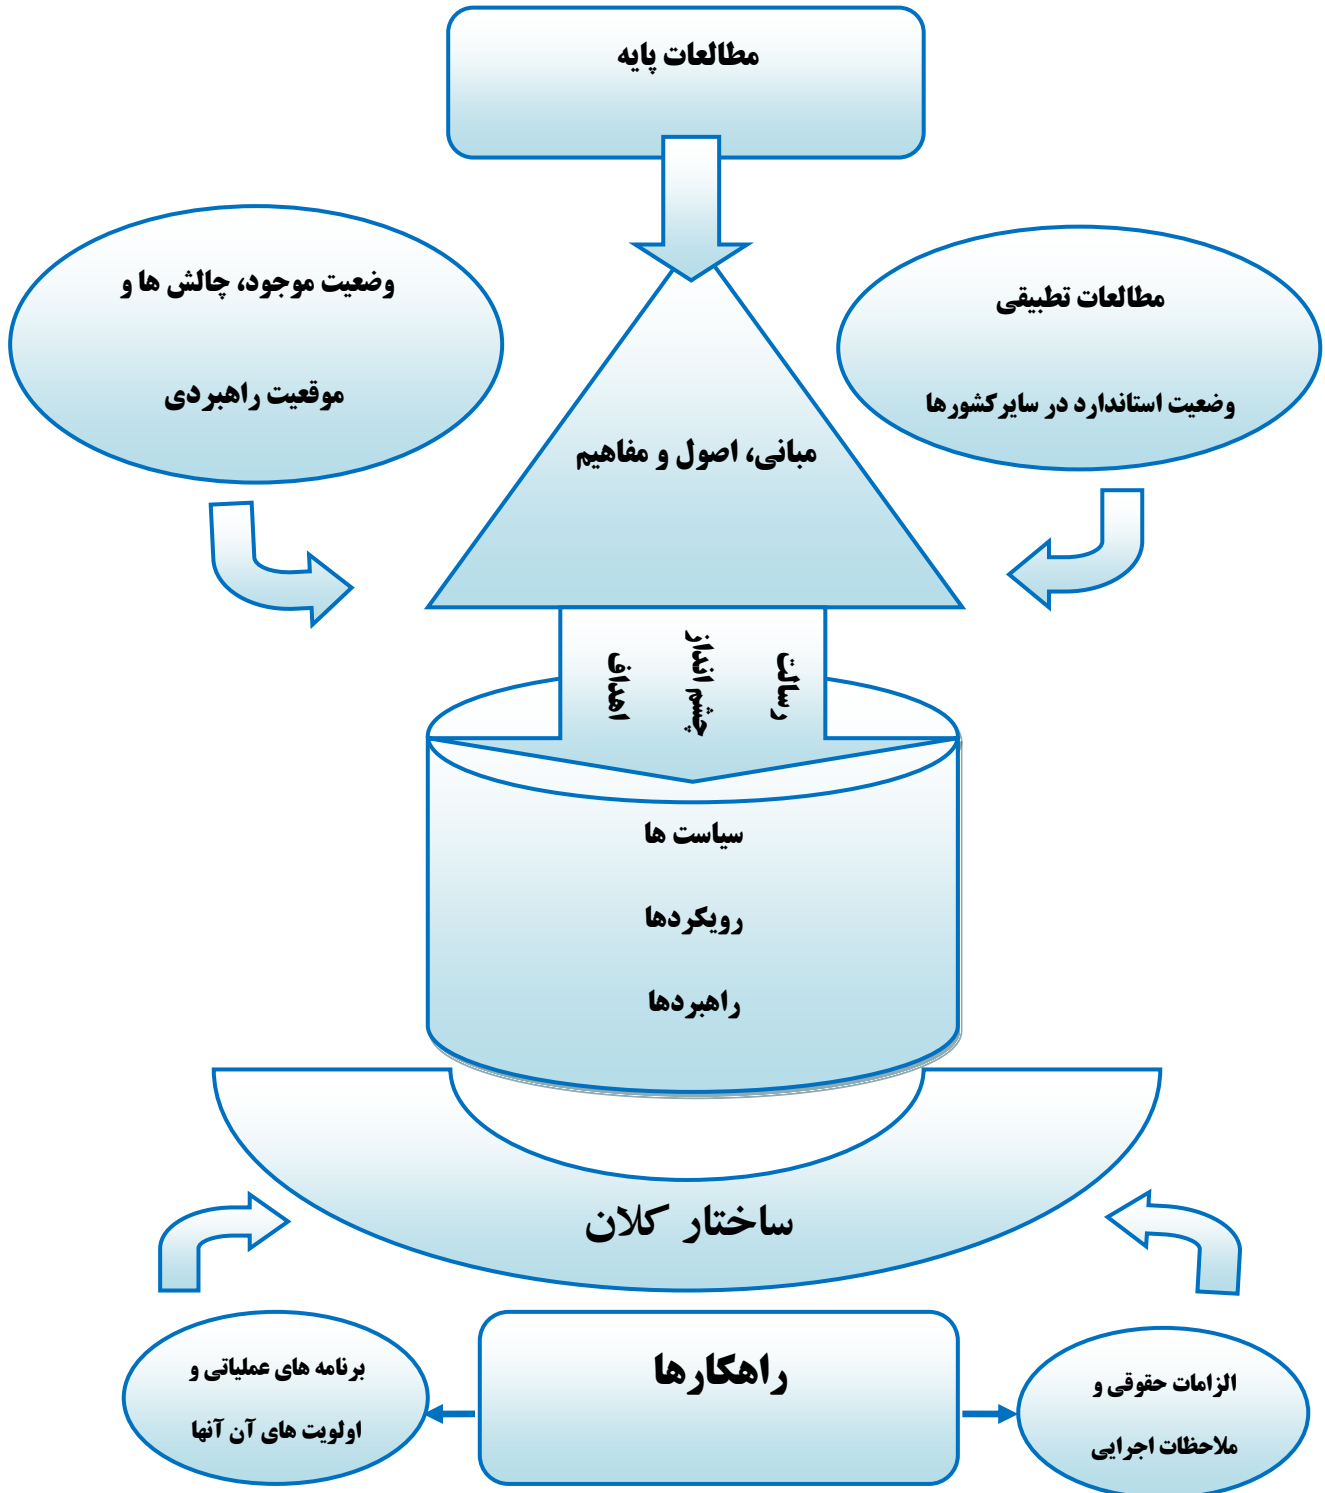 مطالعات پایه
مطالعات تطبیقی
وضعیت استاندارد در سایرکشورها
وضعیت موجود، چالش ها و
موقعیت راهبردی
مبانی، اصول و مفاهیم
رسالت
چشم انداز
اهداف
سیاست ها
رویکردها
راهبردها
ساختار کلان
راهکارها
الزامات حقوقی و
ملاحظات اجرایی
برنامه های عملیاتی و
اولویت های آن آنها